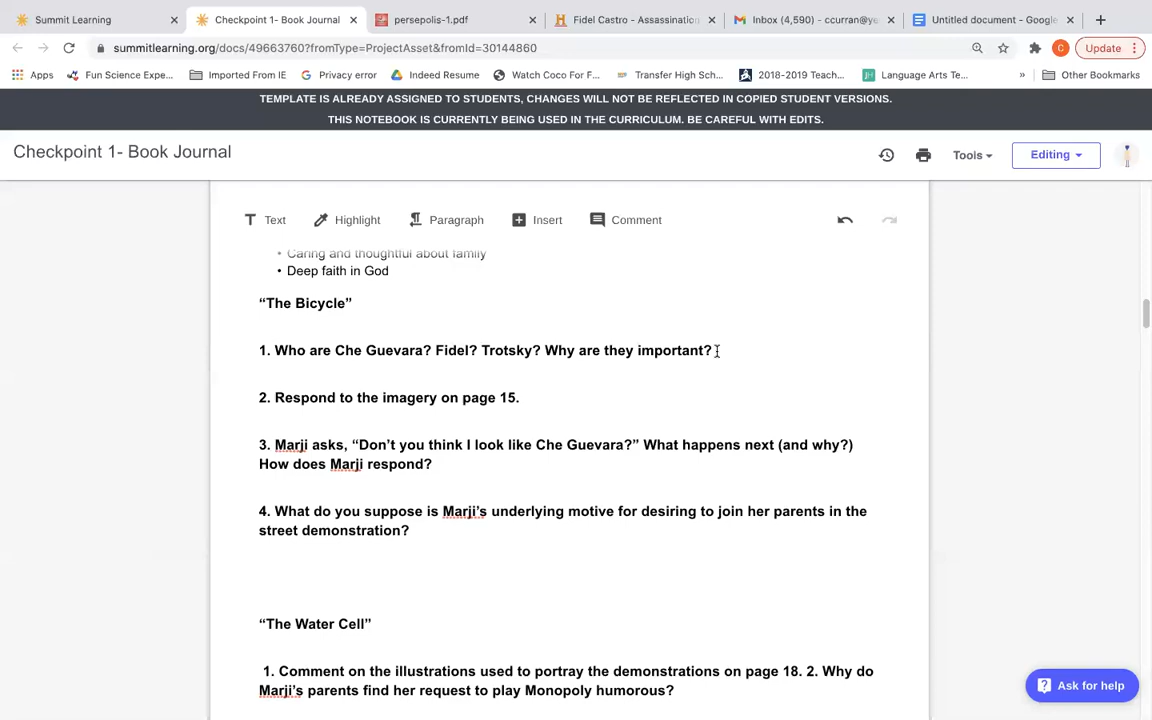 Summit Learning
Checkpoint 1- Book Journal
persepolis-1.pdf
Fidel Castro - Assassinatio
Inbox (4,590) - ccurran@ye
Untitled document - Google
summitlearning.org/docs/49663760?fromType=ProjectAsset&fromId=30144860
C
Update
Apps
Fun Science Expe...
Imported From IE
Privacy error
Indeed Resume
Watch Coco For F...
Transfer High Sch...
2018-2019 Teach...
JH
Language Arts Te...
»
Other Bookmarks
TEMPLATE IS ALREADY ASSIGNED TO STUDENTS, CHANGES WILL NOT BE REFLECTED IN COPIED STUDENT VERSIONS.
THIS NOTEBOOK IS CURRENTLY BEING USED IN THE CURRICULUM. BE CAREFUL WITH EDITS.
Checkpoint 1- Book Journal
Tools
Editing
Text
Highlight
Paragraph
Insert
Comment
• Caring and thoughtful about family
• Deep faith in God
“The Bicycle”
1. Who are Che Guevara? Fidel? Trotsky? Why are they important?
2. Respond to the imagery on page 15.
3. Marji asks, “Don’t you think I look like Che Guevara?” What happens next (and why?)
How does Marji respond?
4. What do you suppose is Marji’s underlying motive for desiring to join her parents in the
street demonstration?
“The Water Cell”
1. Comment on the illustrations used to portray the demonstrations on page 18. 2. Why do
Marji’s parents find her request to play Monopoly humorous?
Ask for help